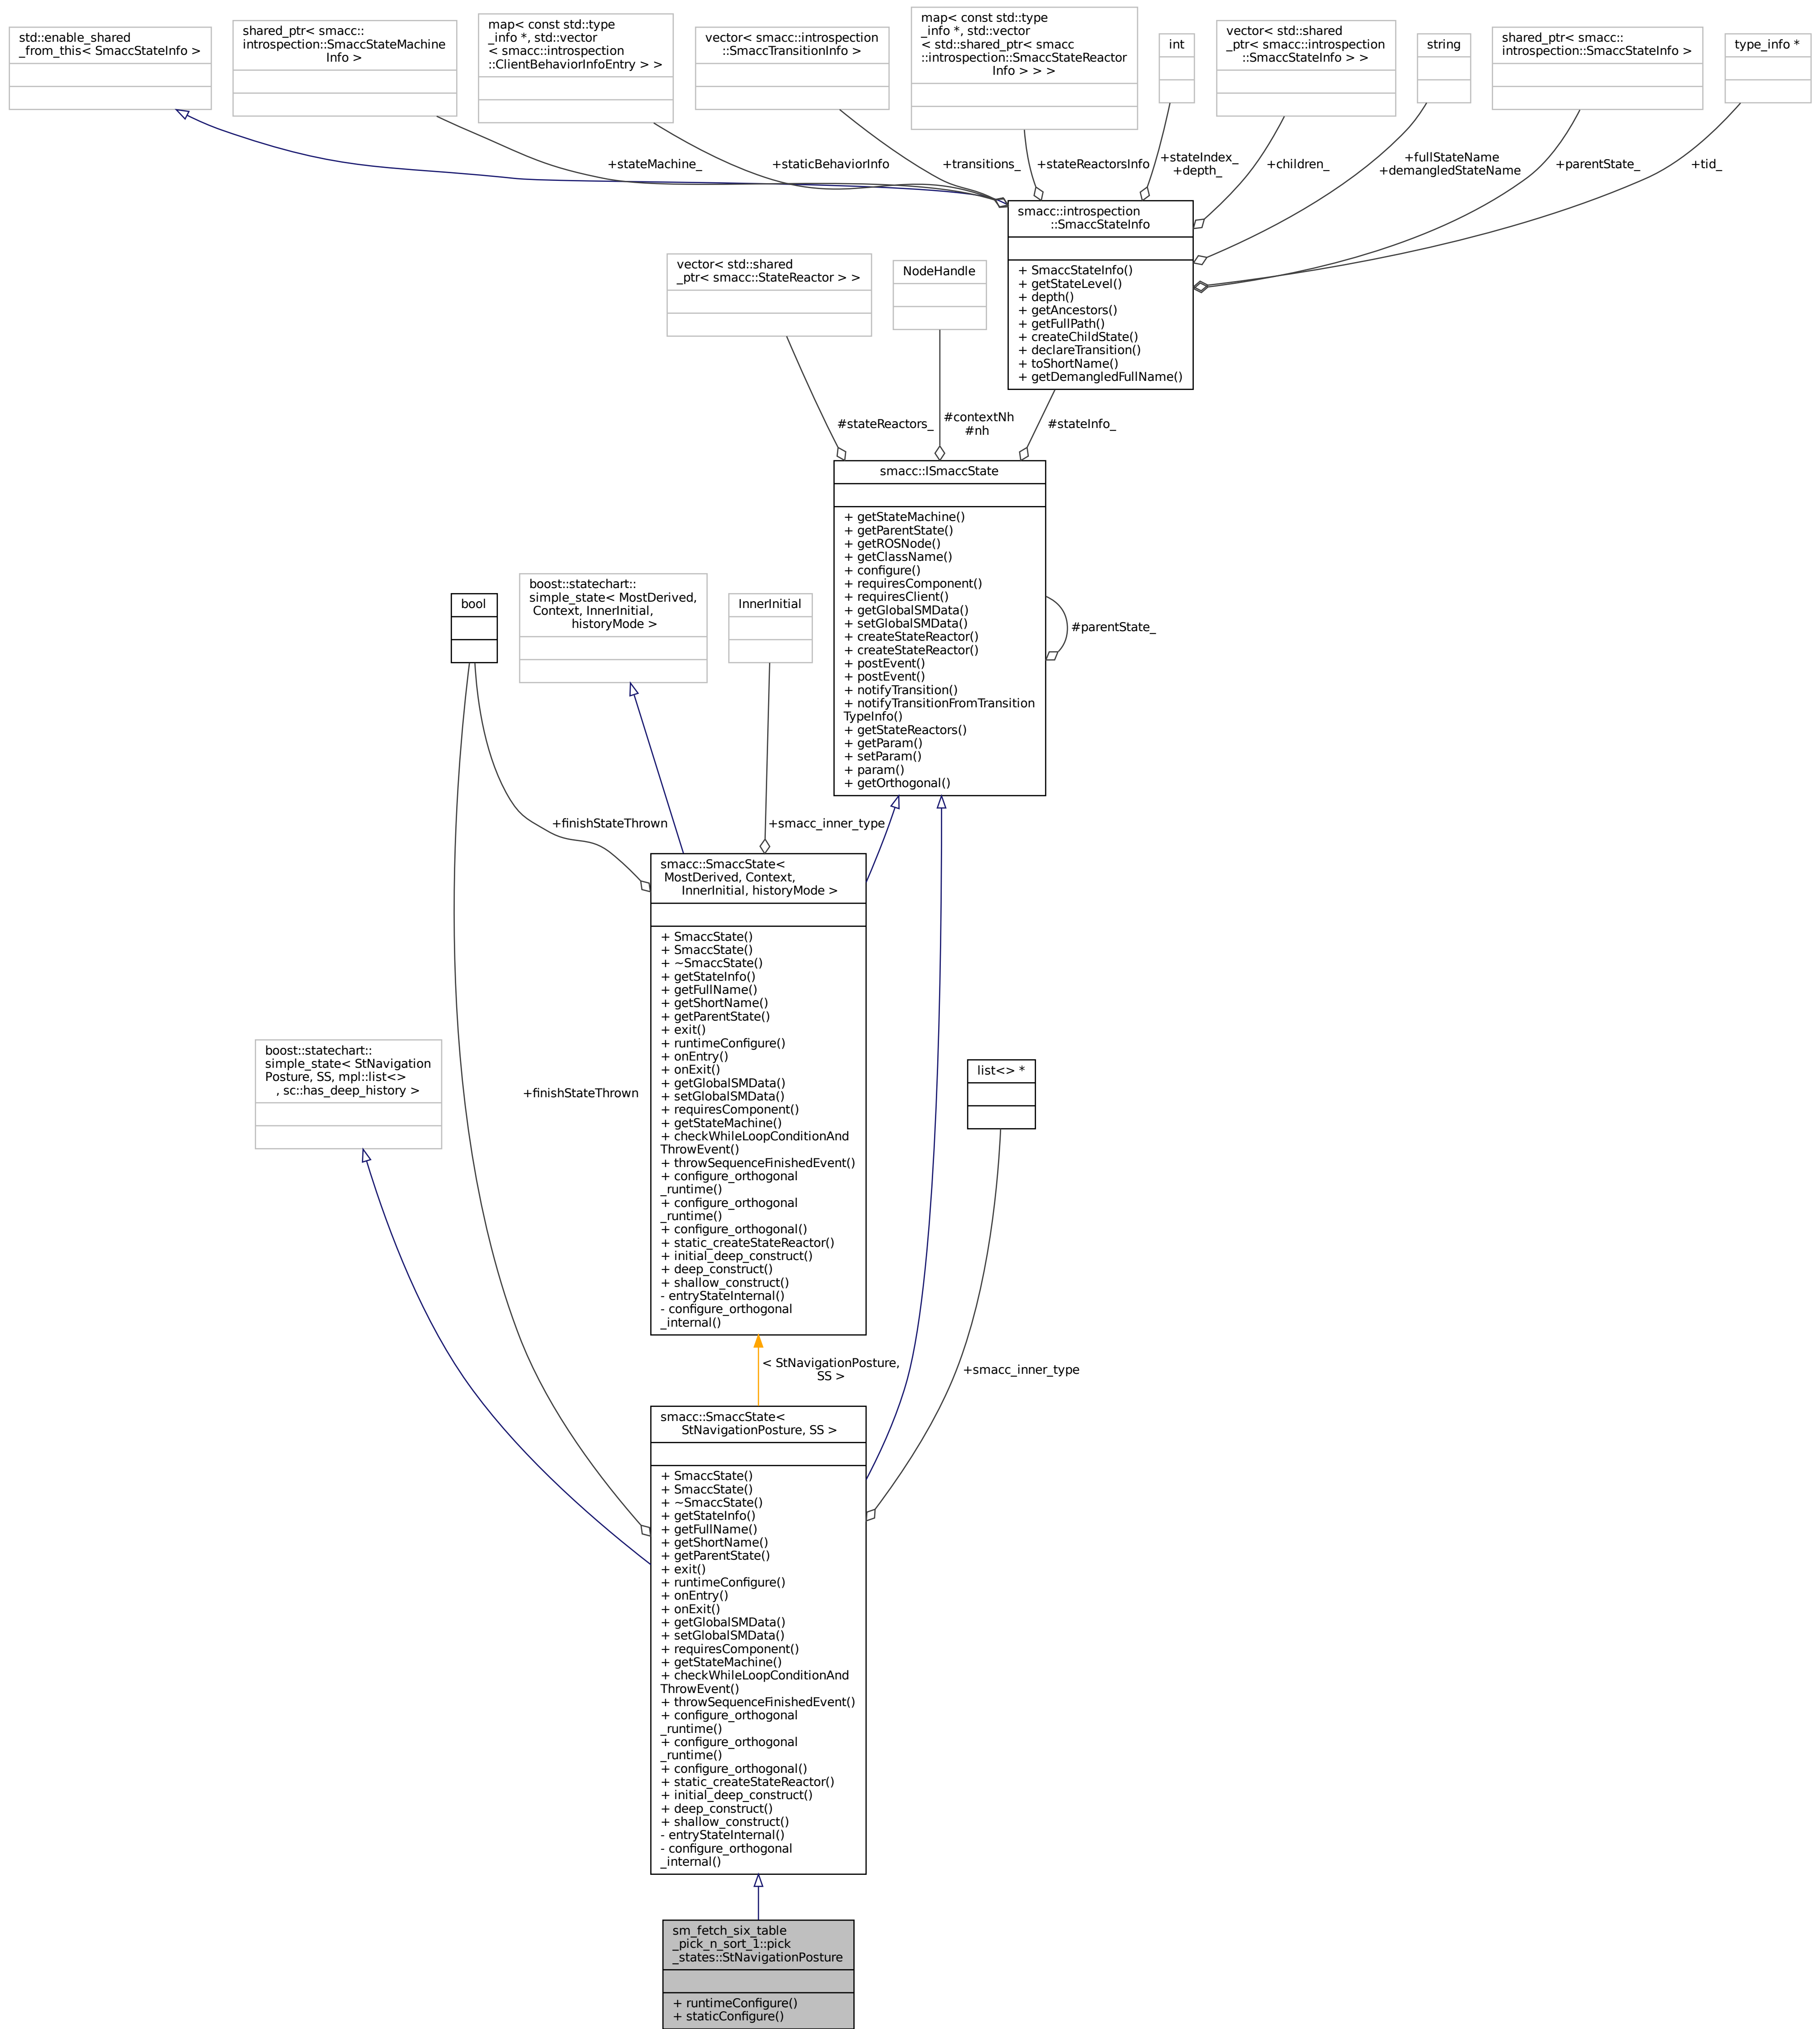 std::enable_shared
_from_this< SmaccStateInfo >
shared_ptr< smacc::
introspection::SmaccStateMachine
Info >
map< const std::type
_info *, std::vector
< smacc::introspection
::ClientBehaviorInfoEntry > >
vector< smacc::introspection
::SmaccTransitionInfo >
map< const std::type
_info *, std::vector
< std::shared_ptr< smacc
::introspection::SmaccStateReactor
Info > > >
int
vector< std::shared
_ptr< smacc::introspection
::SmaccStateInfo > >
string
shared_ptr< smacc::
introspection::SmaccStateInfo >
type_info *
+stateMachine_
+staticBehaviorInfo
+transitions_
+stateReactorsInfo
+stateIndex_
+depth_
+children_
+fullStateName
+demangledStateName
+parentState_
+tid_
smacc::introspection
::SmaccStateInfo
+ SmaccStateInfo()
+ getStateLevel()
+ depth()
+ getAncestors()
+ getFullPath()
+ createChildState()
+ declareTransition()
+ toShortName()
+ getDemangledFullName()
vector< std::shared
_ptr< smacc::StateReactor > >
NodeHandle
#stateReactors_
#contextNh
#nh
#stateInfo_
smacc::ISmaccState
+ getStateMachine()
+ getParentState()
+ getROSNode()
+ getClassName()
+ configure()
+ requiresComponent()
+ requiresClient()
+ getGlobalSMData()
+ setGlobalSMData()
+ createStateReactor()
+ createStateReactor()
+ postEvent()
+ postEvent()
+ notifyTransition()
+ notifyTransitionFromTransition
TypeInfo()
+ getStateReactors()
+ getParam()
+ setParam()
+ param()
+ getOrthogonal()
#parentState_
bool
boost::statechart::
simple_state< MostDerived,
Context, InnerInitial,
historyMode >
InnerInitial
+finishStateThrown
+smacc_inner_type
smacc::SmaccState<
MostDerived, Context,
InnerInitial, historyMode >
+ SmaccState()
+ SmaccState()
+ ~SmaccState()
+ getStateInfo()
+ getFullName()
+ getShortName()
+ getParentState()
+ exit()
+ runtimeConfigure()
+ onEntry()
+ onExit()
+ getGlobalSMData()
+ setGlobalSMData()
+ requiresComponent()
+ getStateMachine()
+ checkWhileLoopConditionAnd
ThrowEvent()
+ throwSequenceFinishedEvent()
+ configure_orthogonal
_runtime()
+ configure_orthogonal
_runtime()
+ configure_orthogonal()
+ static_createStateReactor()
+ initial_deep_construct()
+ deep_construct()
+ shallow_construct()
- entryStateInternal()
- configure_orthogonal
_internal()
boost::statechart::
simple_state< StNavigation
Posture, SS, mpl::list<>
, sc::has_deep_history >
+finishStateThrown
list<> *
< StNavigationPosture,
SS >
+smacc_inner_type
smacc::SmaccState<
StNavigationPosture, SS >
+ SmaccState()
+ SmaccState()
+ ~SmaccState()
+ getStateInfo()
+ getFullName()
+ getShortName()
+ getParentState()
+ exit()
+ runtimeConfigure()
+ onEntry()
+ onExit()
+ getGlobalSMData()
+ setGlobalSMData()
+ requiresComponent()
+ getStateMachine()
+ checkWhileLoopConditionAnd
ThrowEvent()
+ throwSequenceFinishedEvent()
+ configure_orthogonal
_runtime()
+ configure_orthogonal
_runtime()
+ configure_orthogonal()
+ static_createStateReactor()
+ initial_deep_construct()
+ deep_construct()
+ shallow_construct()
- entryStateInternal()
- configure_orthogonal
_internal()
sm_fetch_six_table
_pick_n_sort_1::pick
_states::StNavigationPosture
+ runtimeConfigure()
+ staticConfigure()